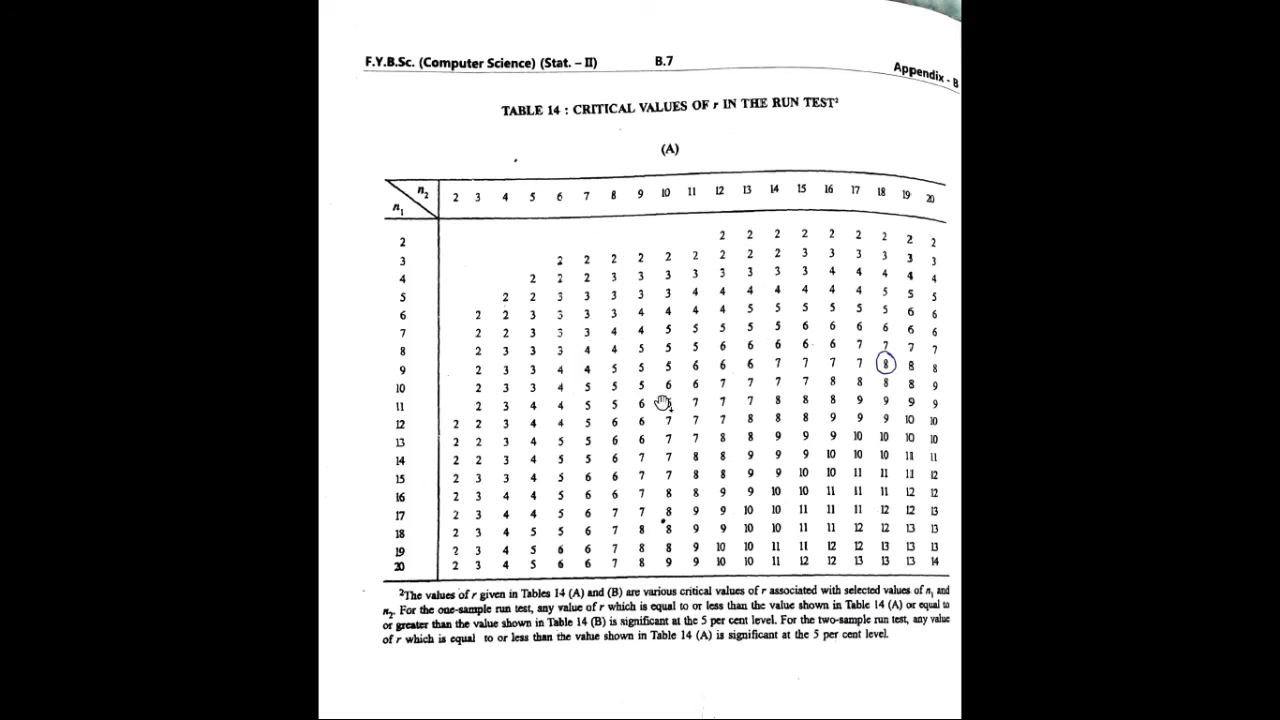 F.Y.B.Sc. (Computer Science) (Stat. – II) B.7 Appendix - B
TABLE 14 : CRITICAL VALUES OF r IN THE RUN TEST²
(A)
n₂ 2 3 4 5 6 7 8 9 10 11 12 13 14 15 16 17 18 19 20
n₁
2 2 2 2 2 2 2 2 2 2
3 2 2 2 2 2 2 2 2 2 3 3 3 3 3 3
4 2 2 2 3 3 3 3 3 3 3 3 4 4 4 4 4
5 2 2 3 3 3 3 3 4 4 4 4 4 4 4 5 5 5
6 2 2 3 3 3 3 4 4 4 4 5 5 5 5 5 5 6 6
7 2 2 3 3 3 4 4 5 5 5 5 5 6 6 6 6 6 6
8 2 3 3 3 4 4 5 5 5 6 6 6 6 6 7 7 7 7
9 2 3 3 4 4 5 5 5 6 6 6 7 7 7 7 8 8 8
10 2 3 3 4 5 5 5 6 6 7 7 7 7 8 8 8 8 9
11 2 3 4 4 5 5 6 7 7 7 8 8 8 9 9 9 9
12 2 2 3 4 4 5 6 6 7 7 7 8 8 8 9 9 9 10 10
13 2 2 3 4 5 5 6 6 7 7 8 8 9 9 9 10 10 10 10
14 2 2 3 4 5 5 6 7 7 8 8 9 9 9 10 10 10 11 11
15 2 3 3 4 5 6 6 7 7 8 8 9 9 10 10 11 11 11 12
16 2 3 4 4 5 6 6 7 8 8 9 9 10 10 11 11 11 12 12
17 2 3 4 4 5 6 7 7 8 9 9 10 10 11 11 11 12 12 13
18 2 3 4 5 5 6 7 8 8 9 9 10 10 11 11 12 12 13 13
19 2 3 4 5 6 6 7 8 8 9 10 10 11 11 12 12 13 13 13
20 2 3 4 5 6 6 7 8 9 9 10 10 11 12 12 13 13 13 14
²The values of r given in Tables 14 (A) and (B) are various critical values of r associated with selected values of n₁ and
n₂. For the one-sample run test, any value of r which is equal to or less than the value shown in Table 14 (A) or equal to
or greater than the value shown in Table 14 (B) is significant at the 5 per cent level. For the two-sample run test, any value
of r which is equal to or less than the value shown in Table 14 (A) is significant at the 5 per cent level.